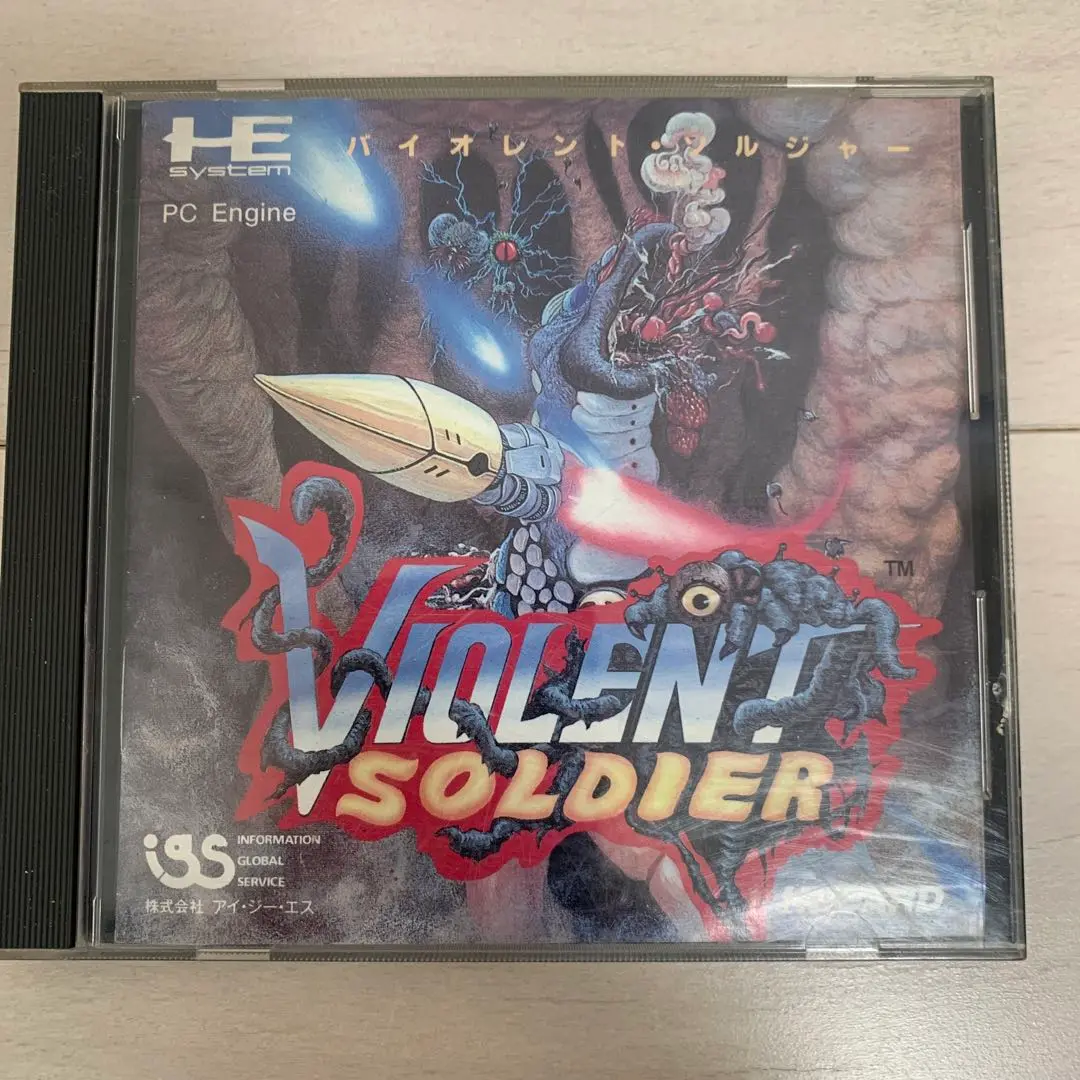 HE
system
PC Engine
バイオレント・ソルジャー
VIOLENT
TM
SOLDIER
igs
INFORMATION
GLOBAL
SERVICE
株式会社 アイ・ジー・エス
HuCARD